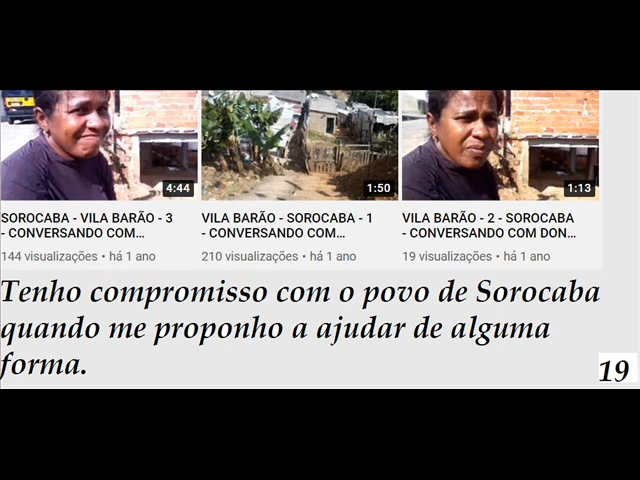 4:44
1:50
1:13
SOROCABA - VILA BARÃO - 3
- CONVERSANDO COM...
VILA BARÃO - SOROCABA - 1
- CONVERSANDO COM...
VILA BARÃO - 2 - SOROCABA
- CONVERSANDO COM DON...
144 visualizações • há 1 ano
210 visualizações • há 1 ano
19 visualizações • há 1 ano
Tenho compromisso com o povo de Sorocaba
quando me proponho a ajudar de alguma
forma.
19